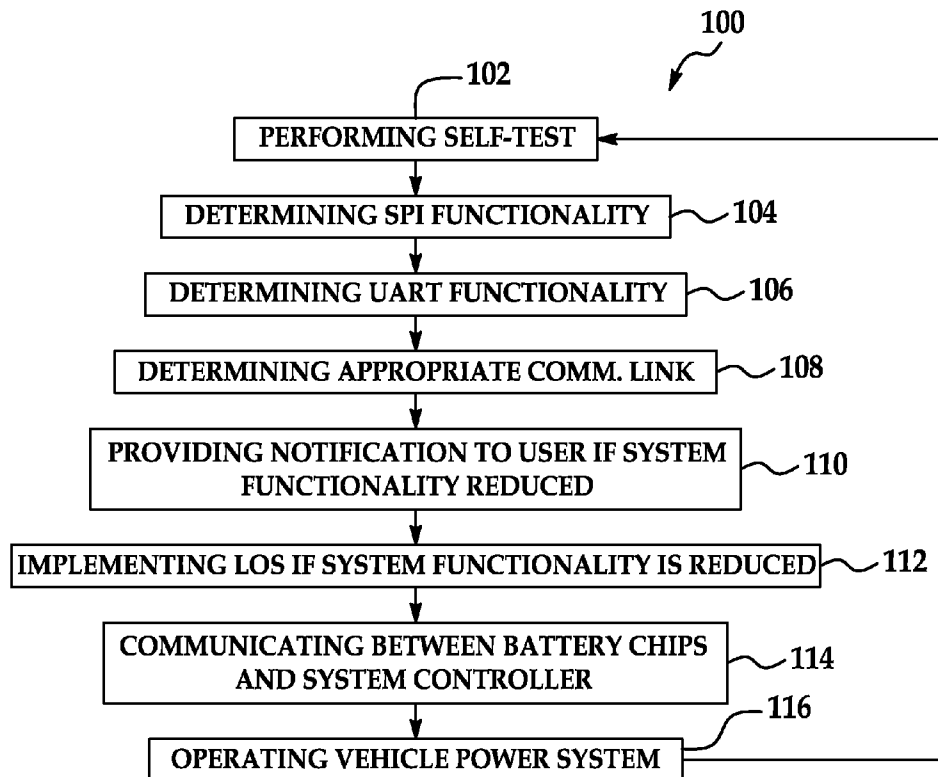 100
102
PERFORMING SELF-TEST
DETERMINING SPI FUNCTIONALITY
104
DETERMINING UART FUNCTIONALITY
106
DETERMINING APPROPRIATE COMM. LINK
108
PROVIDING NOTIFICATION TO USER IF SYSTEM
FUNCTIONALITY REDUCED
110
IMPLEMENTING LOS IF SYSTEM FUNCTIONALITY IS REDUCED
112
COMMUNICATING BETWEEN BATTERY CHIPS
AND SYSTEM CONTROLLER
114
116
OPERATING VEHICLE POWER SYSTEM